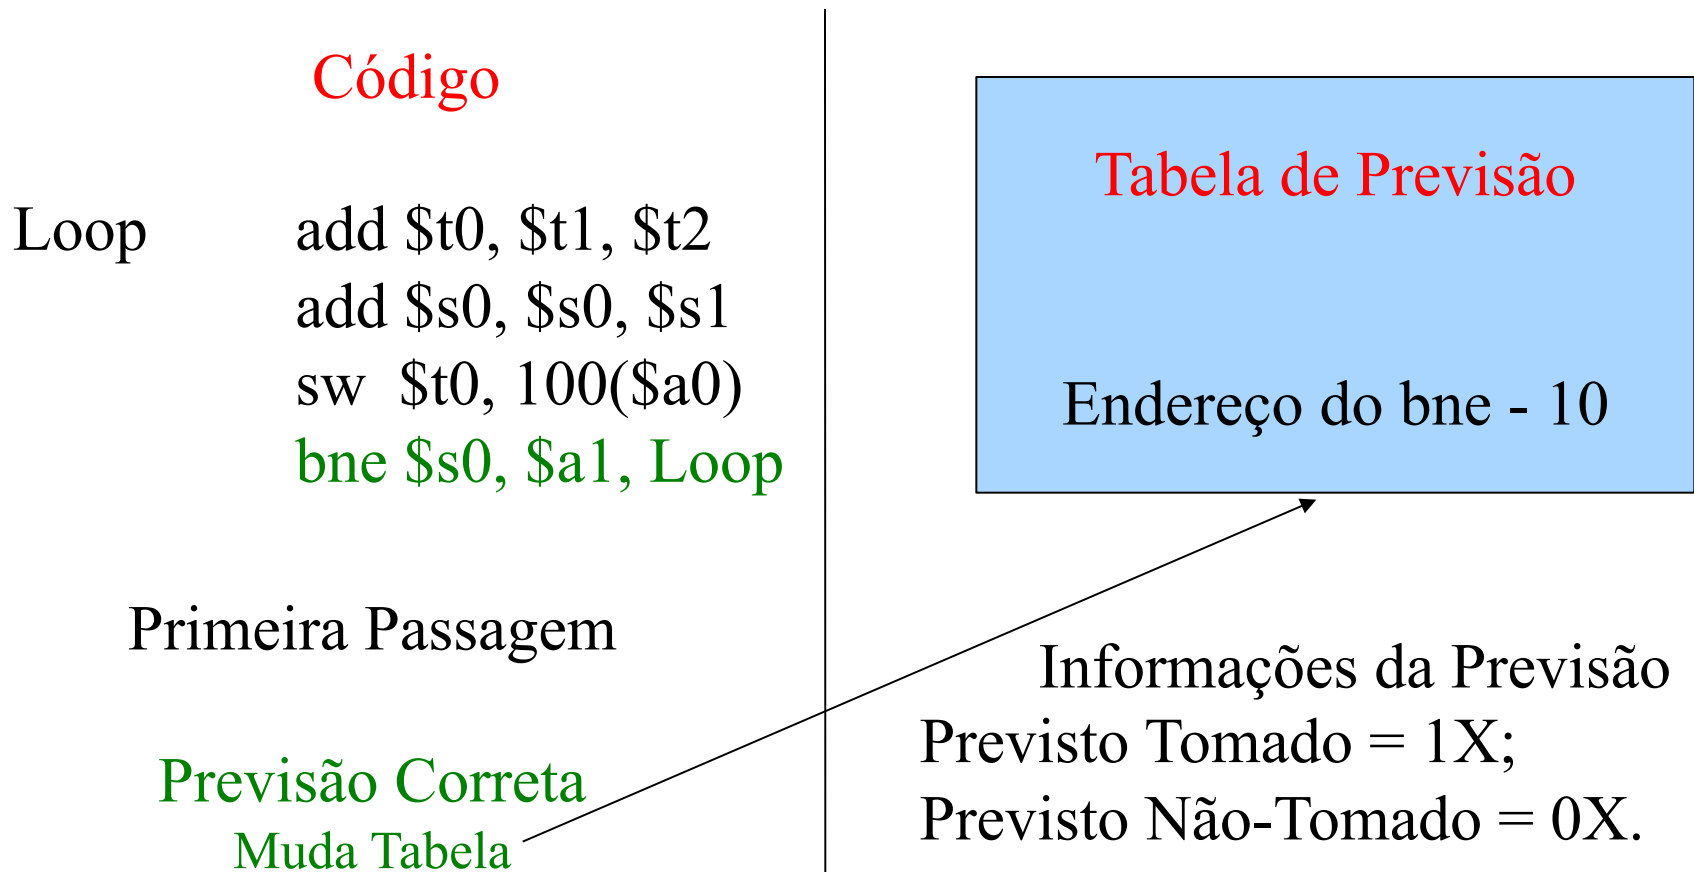 Código
Loop add $t0, $t1, $t2
add $s0, $s0, $s1
sw $t0, 100($a0)
bne $s0, $a1, Loop
Primeira Passagem
Previsão Correta
Muda Tabela
Tabela de Previsão
Endereço do bne - 10
Informações da Previsão
Previsto Tomado = 1X;
Previsto Não-Tomado = 0X.